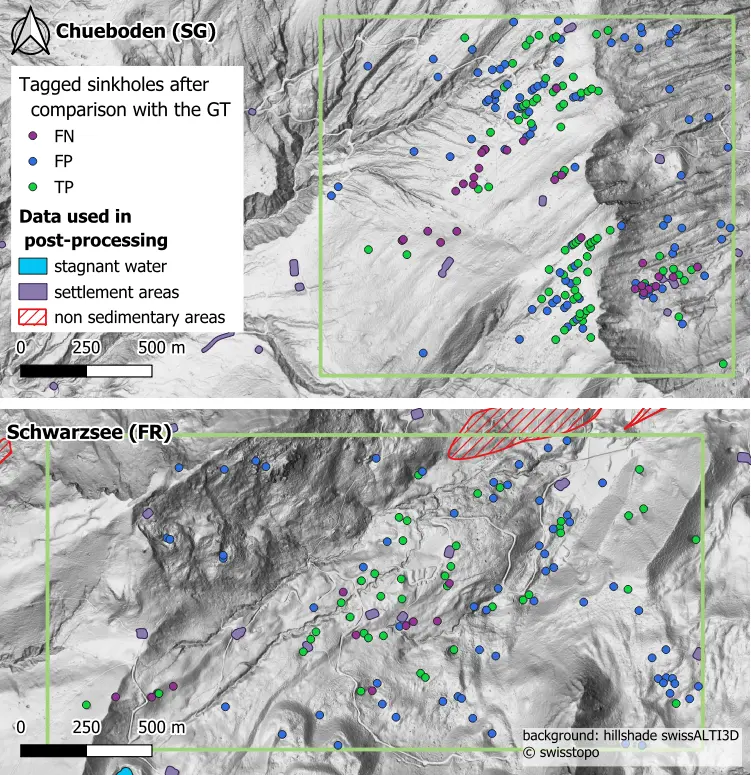 Chueboden (SG)
Tagged sinkholes after
comparison with the GT
FN
FP
TP
Data used in
post-processing
stagnant water
settlement areas
non sedimentary areas
0 250 500 m
Schwarzsee (FR)
0 250 500 m
background: hillshade swissALTI3D
© swisstopo